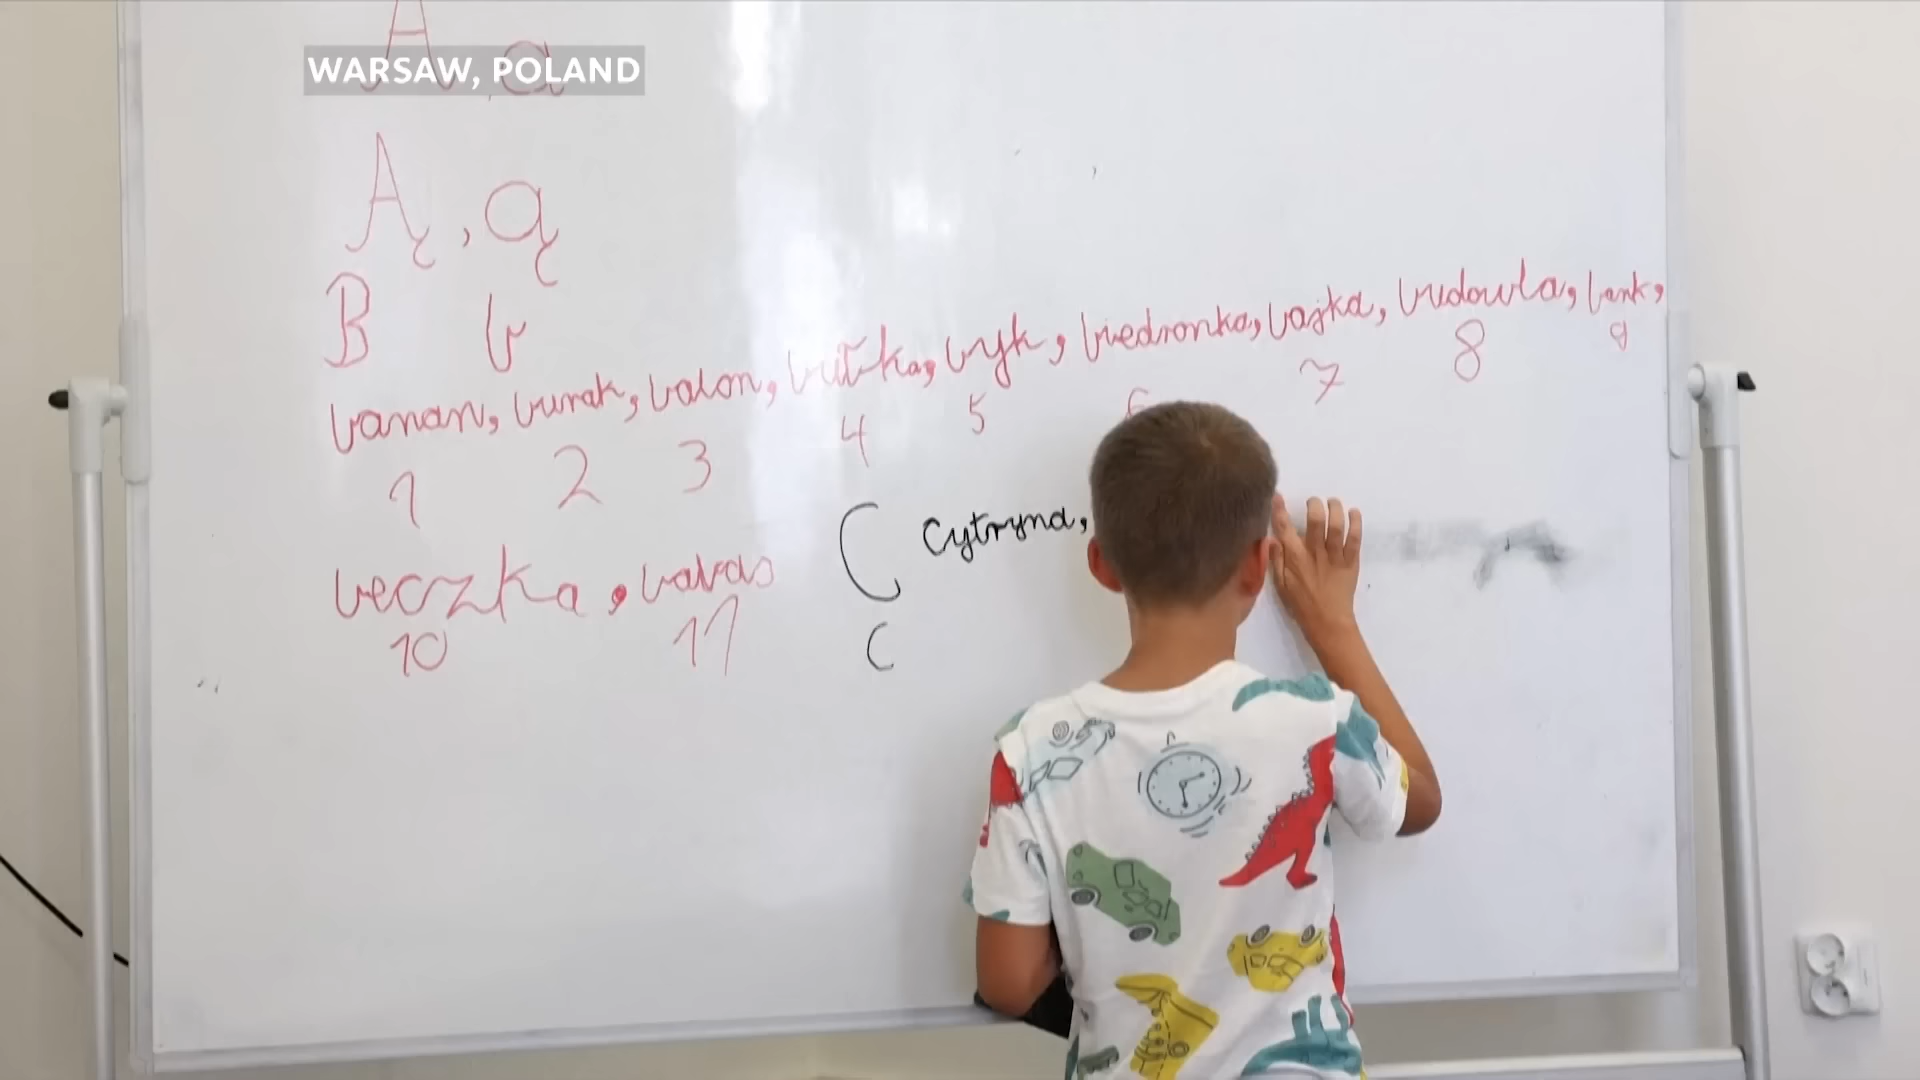 A, a
WARSAW, POLAND
Ą, ą
B b
banan, burak, balon, bułka, byk, biedronka, bajka, budowla, bank,
1 2 3 4 5 6 7 8 9
beczka, babas
10 11
C cytryna,
c